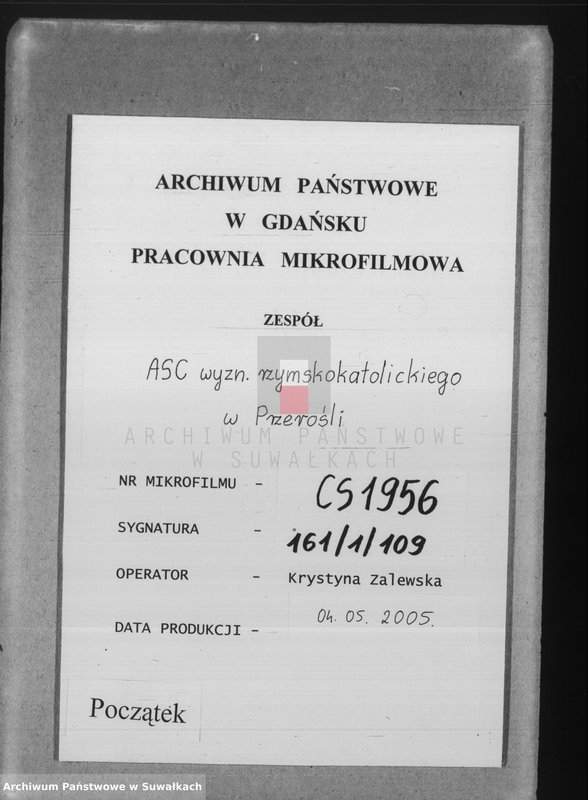 ARCHIWUM PAŃSTWOWE
W GDAŃSKU
PRACOWNIA MIKROFILMOWA
ZESPÓŁ
ASC wyzn. rzymskokatolickiego
w Przerośli
ARCHIWUM PAŃSTWOWE
W SUWAŁKACH
NR MIKROFILMU - CS1956
SYGNATURA - 161/1/109
OPERATOR - Krystyna Zalewska
DATA PRODUKCJI - 04. 05. 2005.
Początek
Archiwum Państwowe w Suwałkach